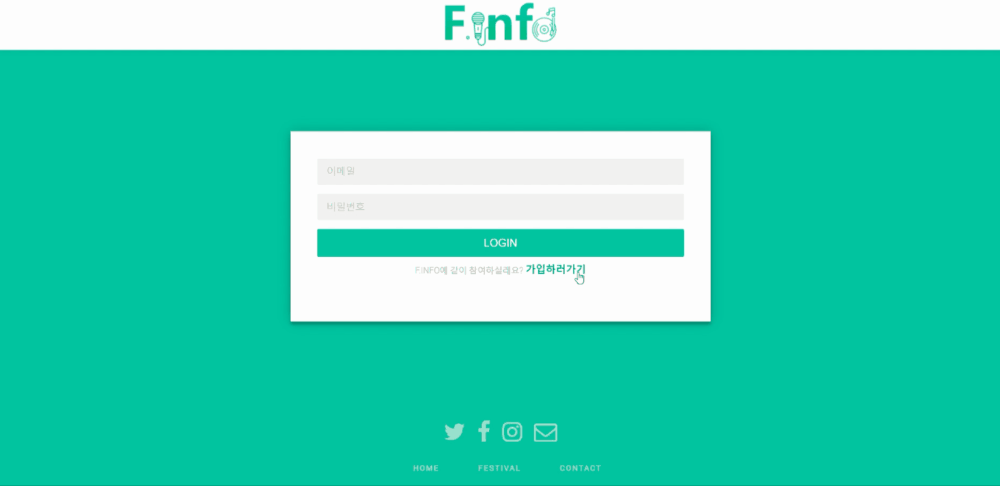 F.info
이메일
비밀번호
LOGIN
F.INFO에 같이 참여하실래요? 가입하러가기
HOME FESTIVAL CONTACT